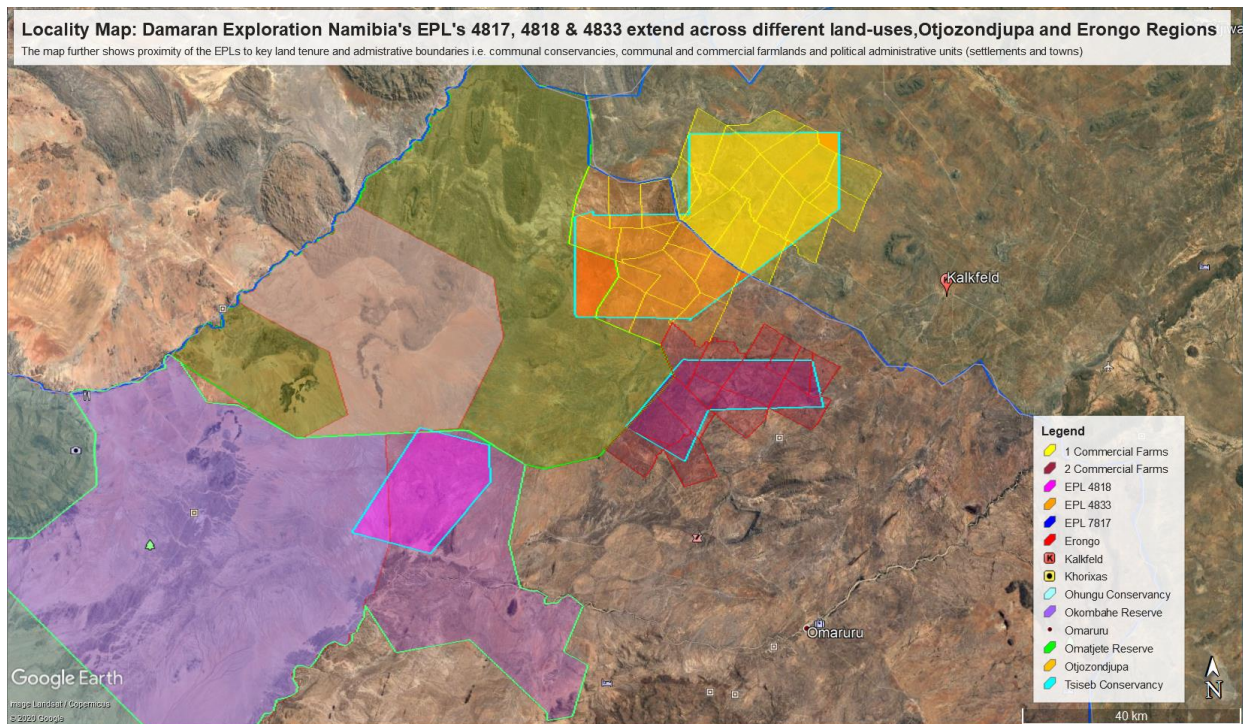 Locality Map: Damaran Exploration Namibia's EPL's 4817, 4818 & 4833 extend across different land-uses,Otjozondjupa and Erongo Regions
The map further shows proximity of the EPLs to key land tenure and admistrative boundaries i.e. communal conservancies, communal and commercial farmlands and political administrative units (settlements and towns)
Kalkfeld
Legend
1 Commercial Farms
2 Commercial Farms
EPL 4818
EPL 4833
EPL 7817
Erongo
Kalkfeld
Khorixas
Ohungu Conservancy
Okombahe Reserve
Omaruru
Omatjete Reserve
Otjozondjupa
Tsiseb Conservancy
Omaruru
Google Earth
Image Landsat / Copernicus
© 2020 Google
N
40 km